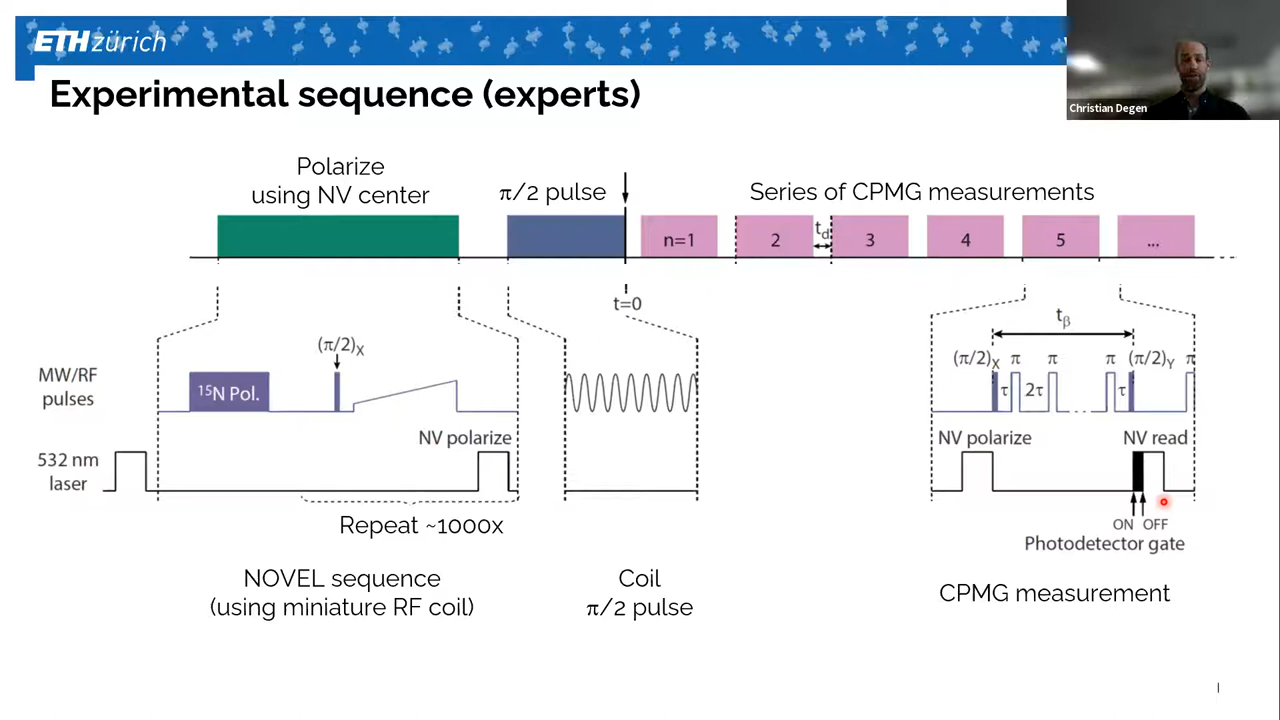 ETH zürich
Christian Degen
Experimental sequence (experts)
Polarize
using NV center
π/2 pulse
Series of CPMG measurements
n=1
2
t_d
3
4
5
...
t=0
t_β
(π/2)_X
(π/2)_X π π π (π/2)_Y π
MW/RF
pulses
15N Pol.
τ 2τ τ
NV polarize
NV polarize
NV read
532 nm
laser
Repeat ~1000x
ON OFF
Photodetector gate
NOVEL sequence
(using miniature RF coil)
Coil
π/2 pulse
CPMG measurement